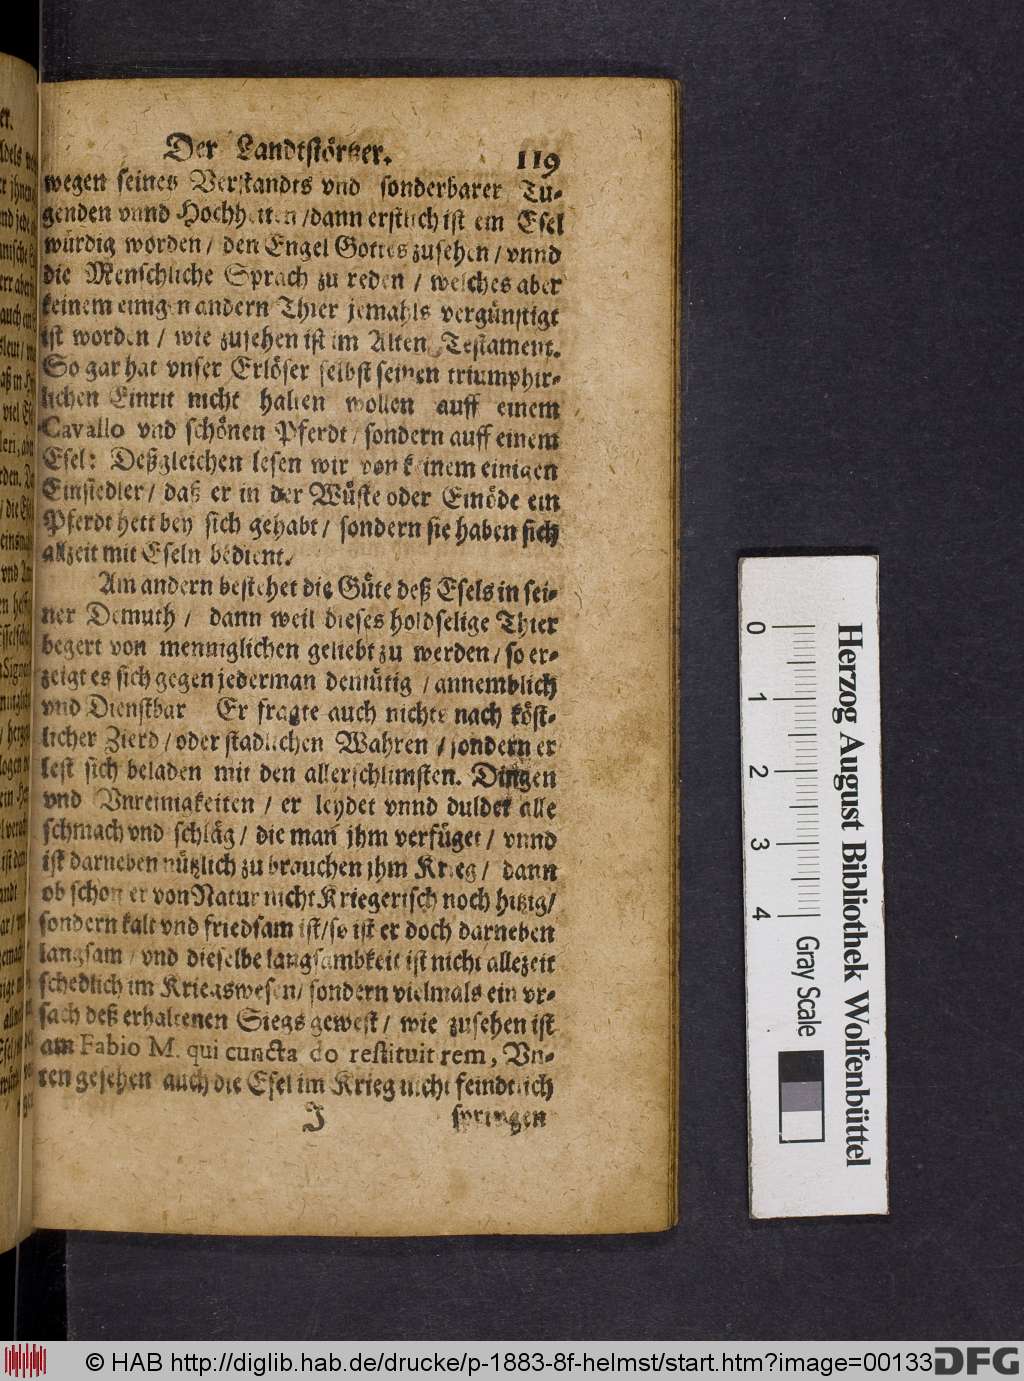 Der Landtstörtzer. 119
wegen seines Verstandts vnd sonderbarer Tu-
genden vnnd Hochheiten / dann erstlich ist ein Esel
würdig worden / den Engel Gottes zusehen / vnnd
die Menschliche Sprach zu reden / welches aber
keinem einigen andern Thier jemahls vergünstigt
ist worden / wie zusehen ist im Alten Testament.
So gar hat vnser Erlöser selbst seinen triumphir-
lichen Einrit nicht halten wollen auff einem
Cavallo vnd schönen Pferdt / sondern auff einem
Esel: Deßgleichen lesen wir von keinem einigen
Einsiedler / daß er in der Wüste oder Einöde ein
Pferdt hett bey sich gehabt / sondern sie haben sich
allzeit mit Eseln bedient.
Am andern bestehet die Güte deß Esels in sei-
ner Demuth / dann weil dieses holdselige Thier
begert von menniglichen geliebt zu werden / so er-
zeigt es sich gegen jederman demütig / annemblich
vnd Dienstbar Er fragte auch nichts nach köst-
licher Zierd / oder stadlichen Wahren / sondern er
lest sich beladen mit den allerschlimsten. Dingen
vnd Vnreinigkeiten / er leydet vnnd duldet alle
schmach vnd schläg / die man jhm verfüget / vnnd
ist darneben nützlich zu brauchen jhm Krieg / dann
ob schon er von Natur nicht Kriegerisch noch hitzig /
sondern kalt vnd friedsam ist / so ist er doch darneben
langsam / vnd dieselbe langsambkeit ist nicht allezeit
schedlich im Kriegswesen / sondern vielmals ein vr-
sach deß erhaltenen Siegs gewest / wie zusehen ist
am Fabio M. qui cuncta do restituit rem, Vn-
ren gesehen auch die Esel im Krieg nicht feindtlich
J springen
0 1 2 3 4 Gray Scale
Herzog August Bibliothek Wolfenbüttel
© HAB http://diglib.hab.de/drucke/p-1883-8f-helmst/start.htm?image=00133 DFG